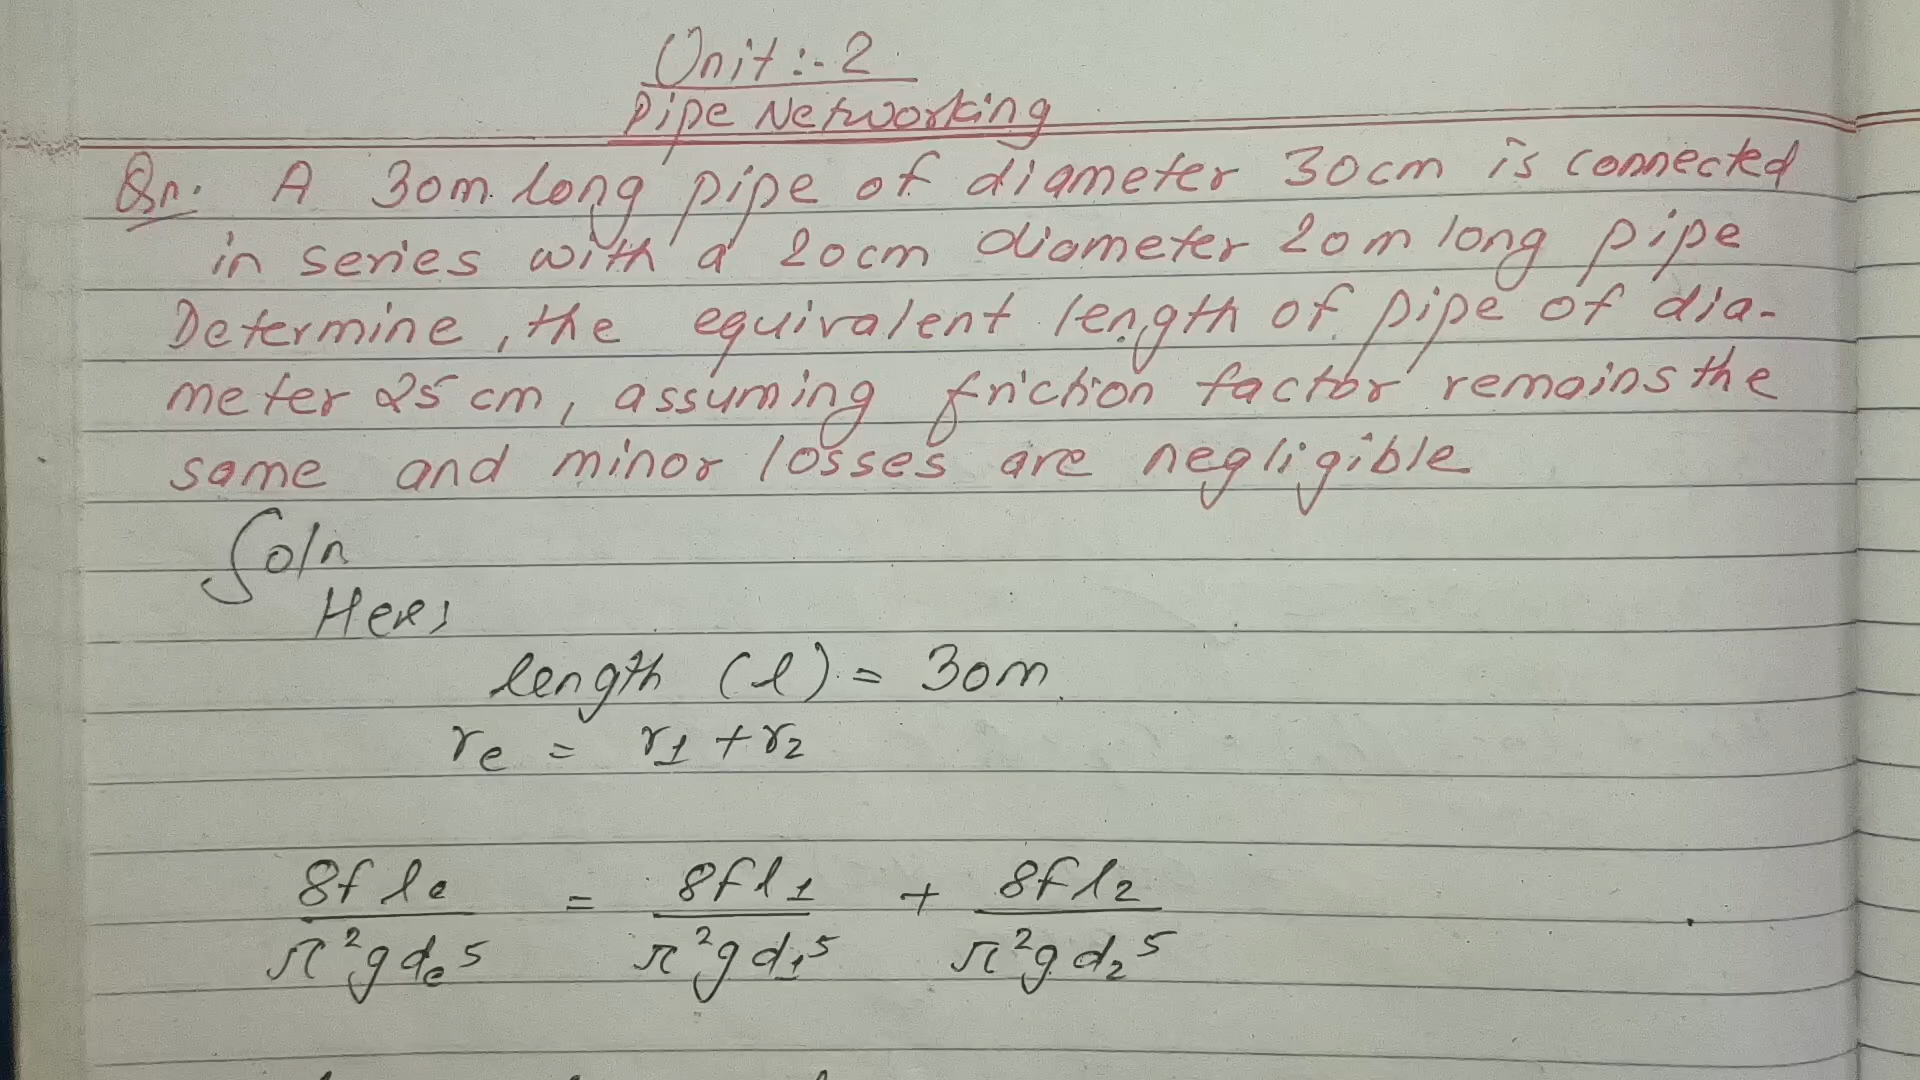 Unit :- 2
Pipe Networking
Qn. A 30m long pipe of diameter 30cm is connected
in series with a 20cm diameter 20m long pipe
Determine, the equivalent length of pipe of dia-
meter 25 cm, assuming friction factor remains the
same and minor losses are negligible
Soln
Here,
length (l) = 30m.
re = r1 + r2
8f le / π²g de⁵ = 8f l1 / π²g d1⁵ + 8f l2 / π²g d2⁵